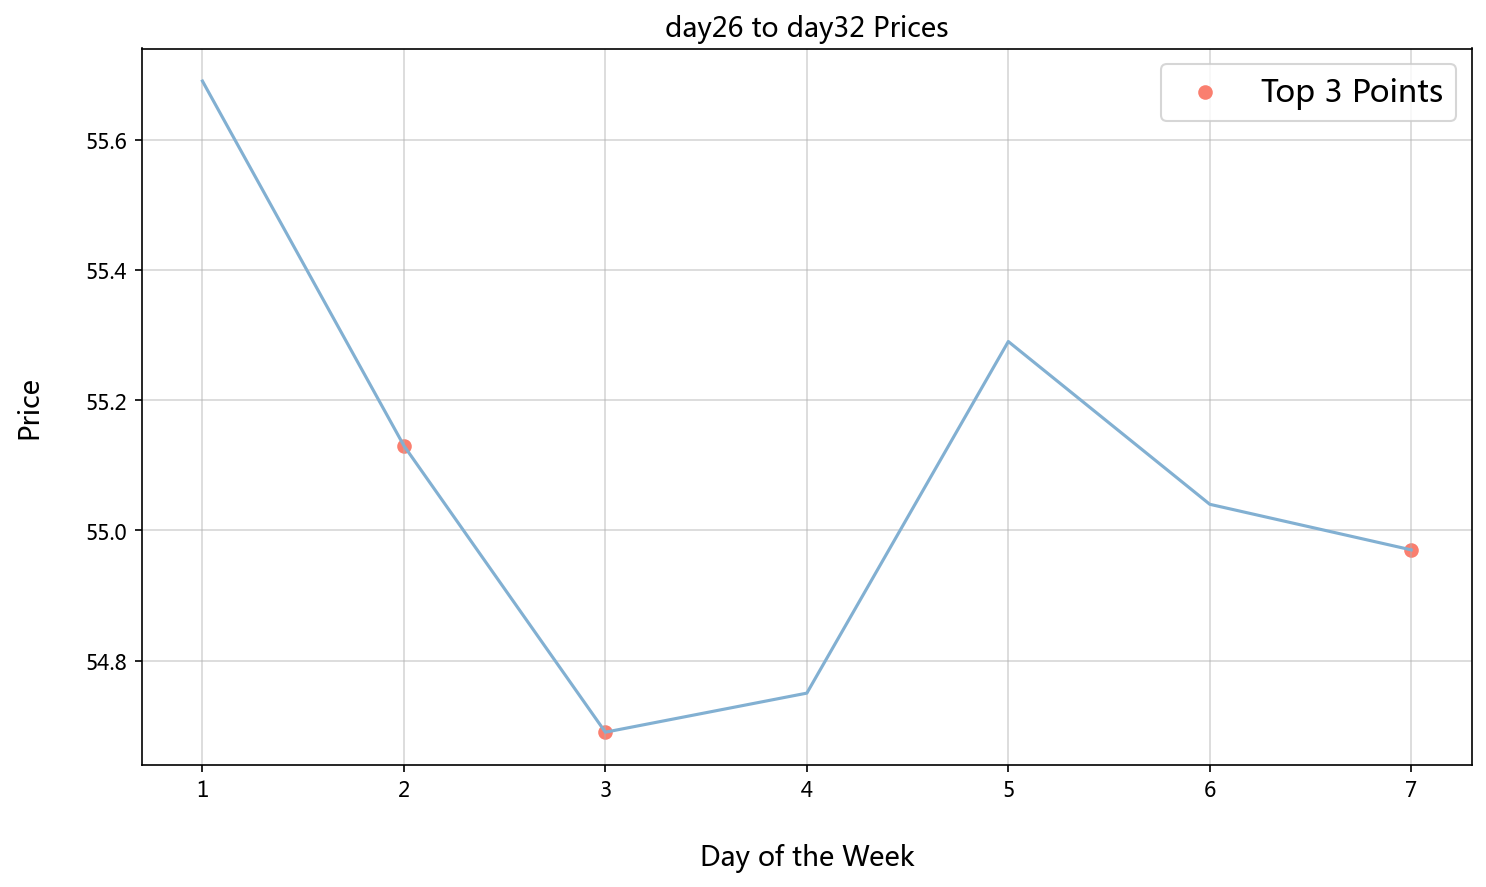 day26 to day32 Prices
Top 3 Points
55.6
55.4
55.2
55.0
54.8
Price
1 2 3 4 5 6 7
Day of the Week